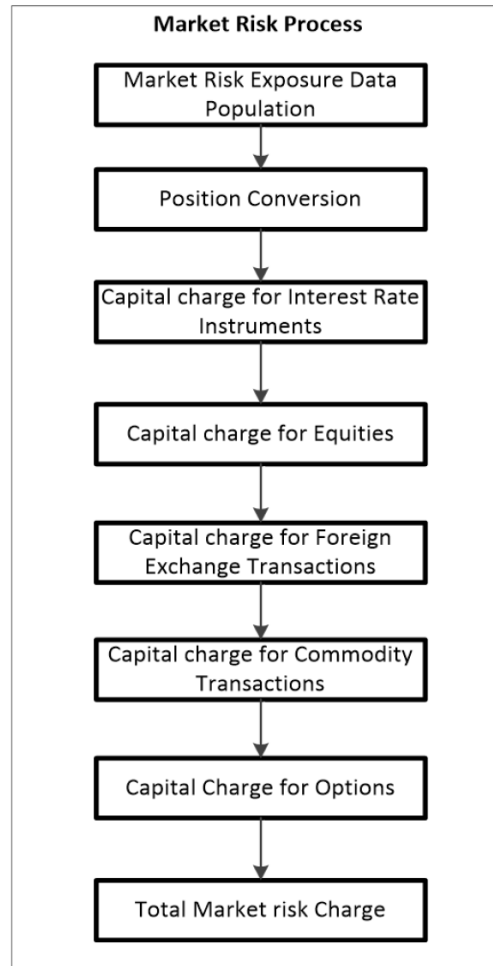 Market Risk Process
Market Risk Exposure Data
Population
Position Conversion
Capital charge for Interest Rate
Instruments
Capital charge for Equities
Capital charge for Foreign
Exchange Transactions
Capital charge for Commodity
Transactions
Capital Charge for Options
Total Market risk Charge